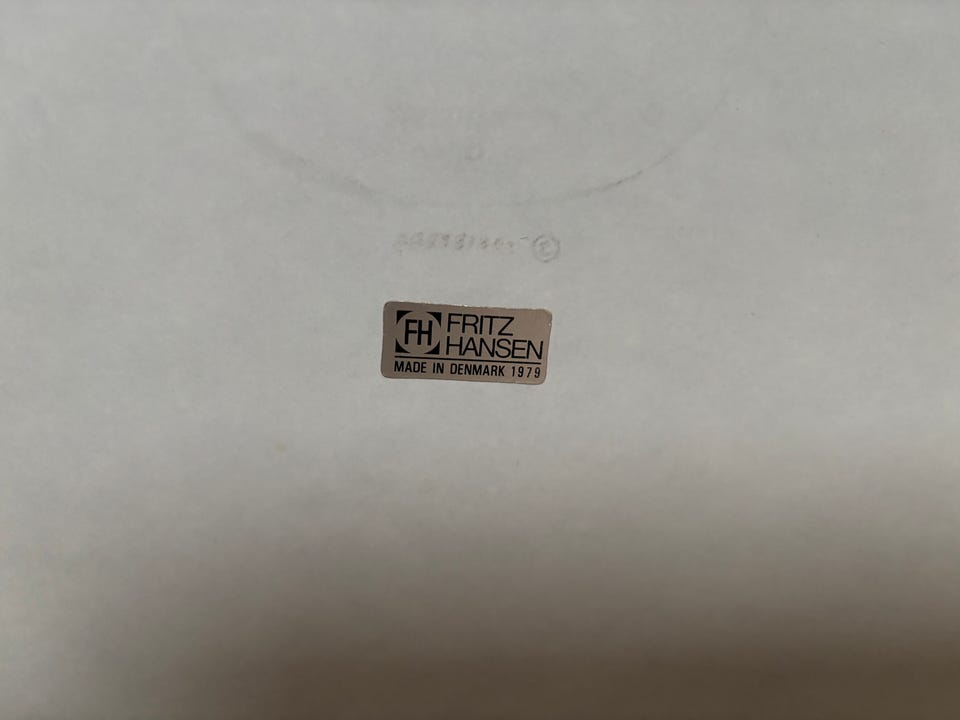 FH FRITZ
HANSEN
MADE IN DENMARK 1979